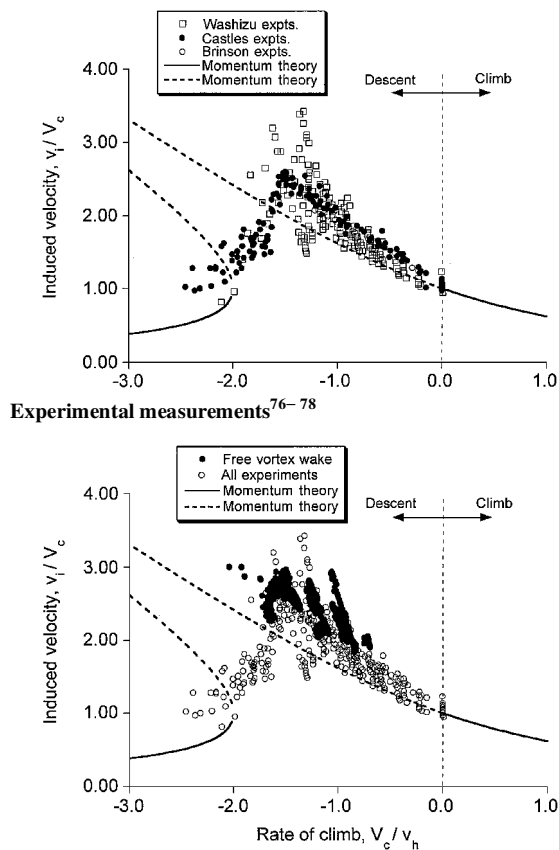 Washizu expts.
Castles expts.
Brinson expts.
Momentum theory
Momentum theory
4.00
3.00
2.00
1.00
0.00
Induced velocity, vᵢ / V_c
Descent
Climb
-3.0
-2.0
-1.0
0.0
1.0
Experimental measurements⁷⁶⁻⁷⁸
Free vortex wake
All experiments
Momentum theory
Momentum theory
4.00
3.00
2.00
1.00
0.00
Induced velocity, vᵢ / V_c
Descent
Climb
-3.0
-2.0
-1.0
0.0
1.0
Rate of climb, V_c / v_h